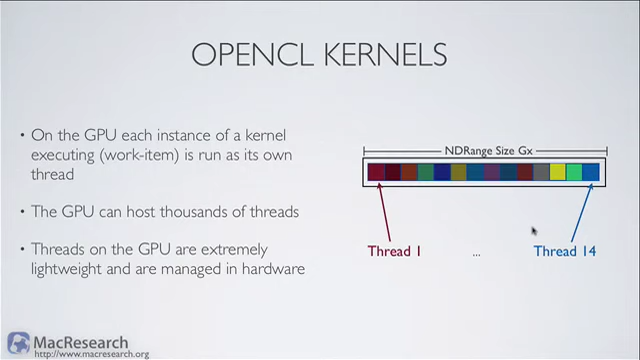 OPENCL KERNELS
• On the GPU each instance of a kernel
executing (work-item) is run as its own
thread
• The GPU can host thousands of threads
• Threads on the GPU are extremely
lightweight and are managed in hardware
NDRange Size Gx
Thread 1
...
Thread 14
MacResearch
http://www.macresearch.org